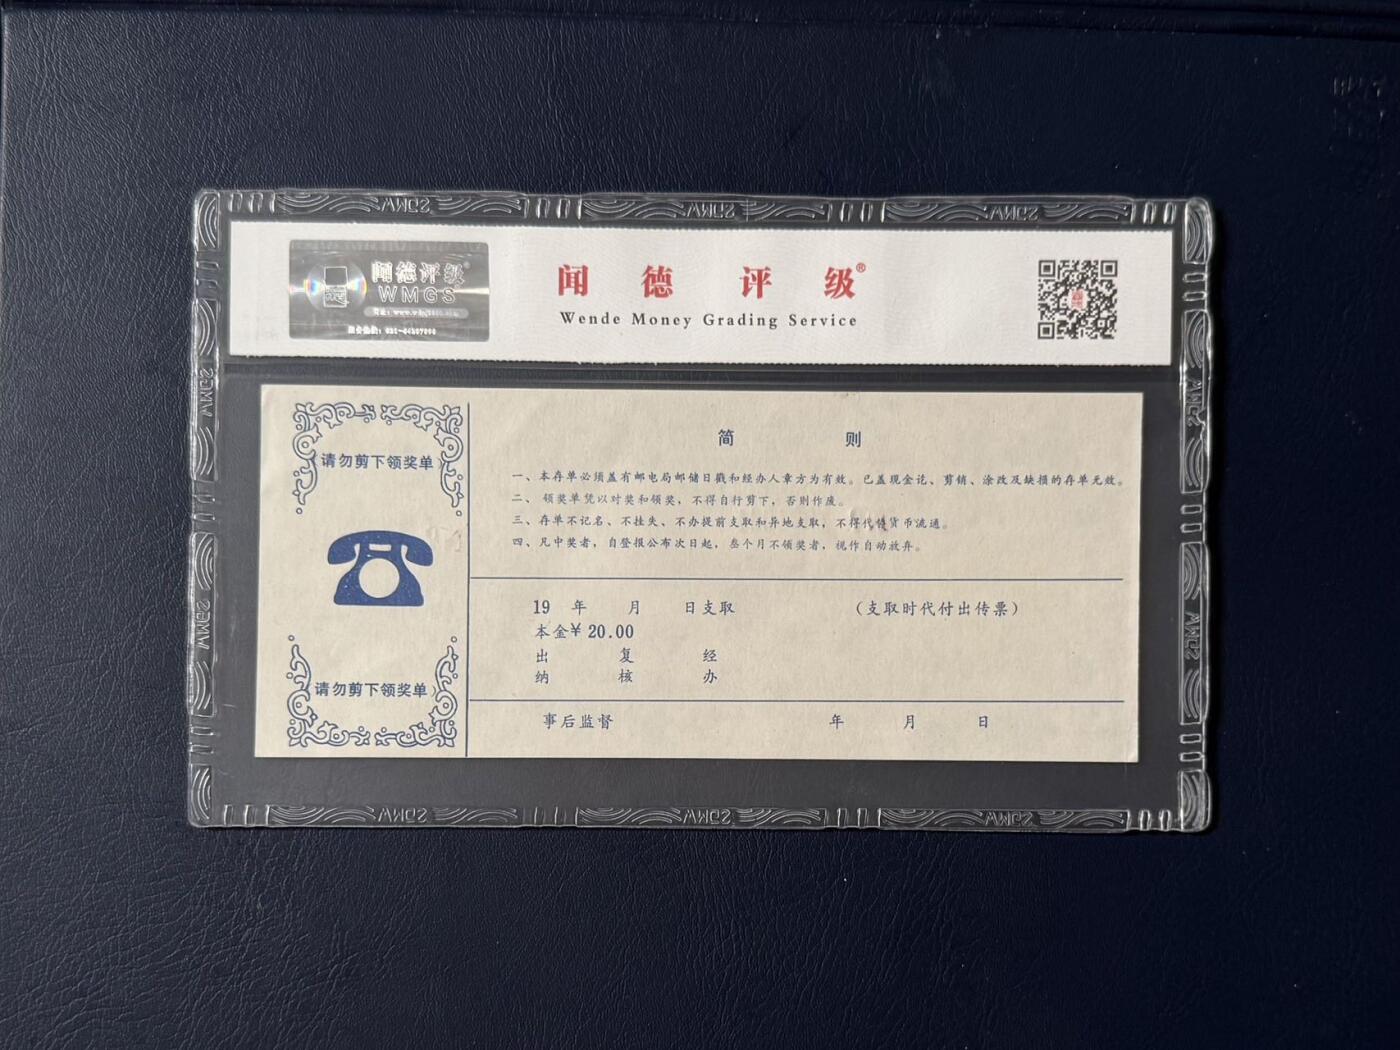 闻德评级
WMGS
闻德评级®
Wende Money Grading Service
请勿剪下领奖单
请勿剪下领奖单
简 则
一、本存单必须盖有邮电局邮储日戳和经办人章方为有效。已盖现金讫、剪销、涂改及缺损的存单无效。
二、领奖单凭以对奖和领奖，不得自行剪下，否则作废。
三、存单不记名、不挂失、不办提前支取和异地支取，不得代替货币流通。
四、凡中奖者，自登报公布次日起，叁个月不领奖者，视作自动放弃。
19 年 月 日支取 （支取时代付出传票）
本金¥ 20.00
出 复 经
纳 核 办
事后监督 年 月 日